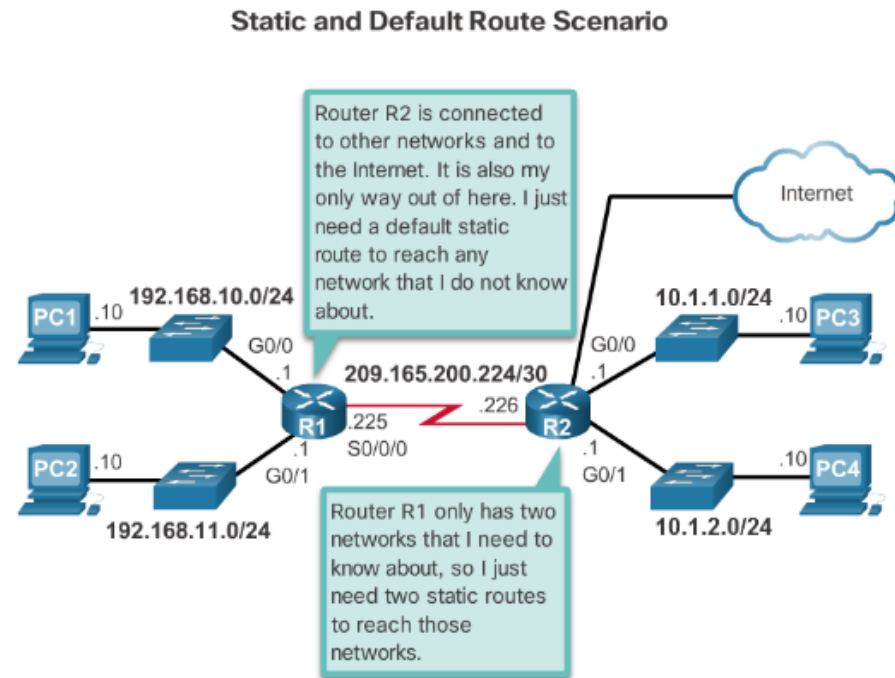 Static and Default Route Scenario
Router R2 is connected
to other networks and to
the Internet. It is also my
only way out of here. I just
need a default static
route to reach any
network that I do not know
about.
Internet
192.168.10.0/24
10.1.1.0/24
PC1
.10
.10
PC3
G0/0
G0/0
.1
.1
209.165.200.224/30
R1
.225
.226
R2
S0/0/0
.1
.1
G0/1
G0/1
PC2
.10
.10
PC4
192.168.11.0/24
10.1.2.0/24
Router R1 only has two
networks that I need to
know about, so I just
need two static routes
to reach those
networks.